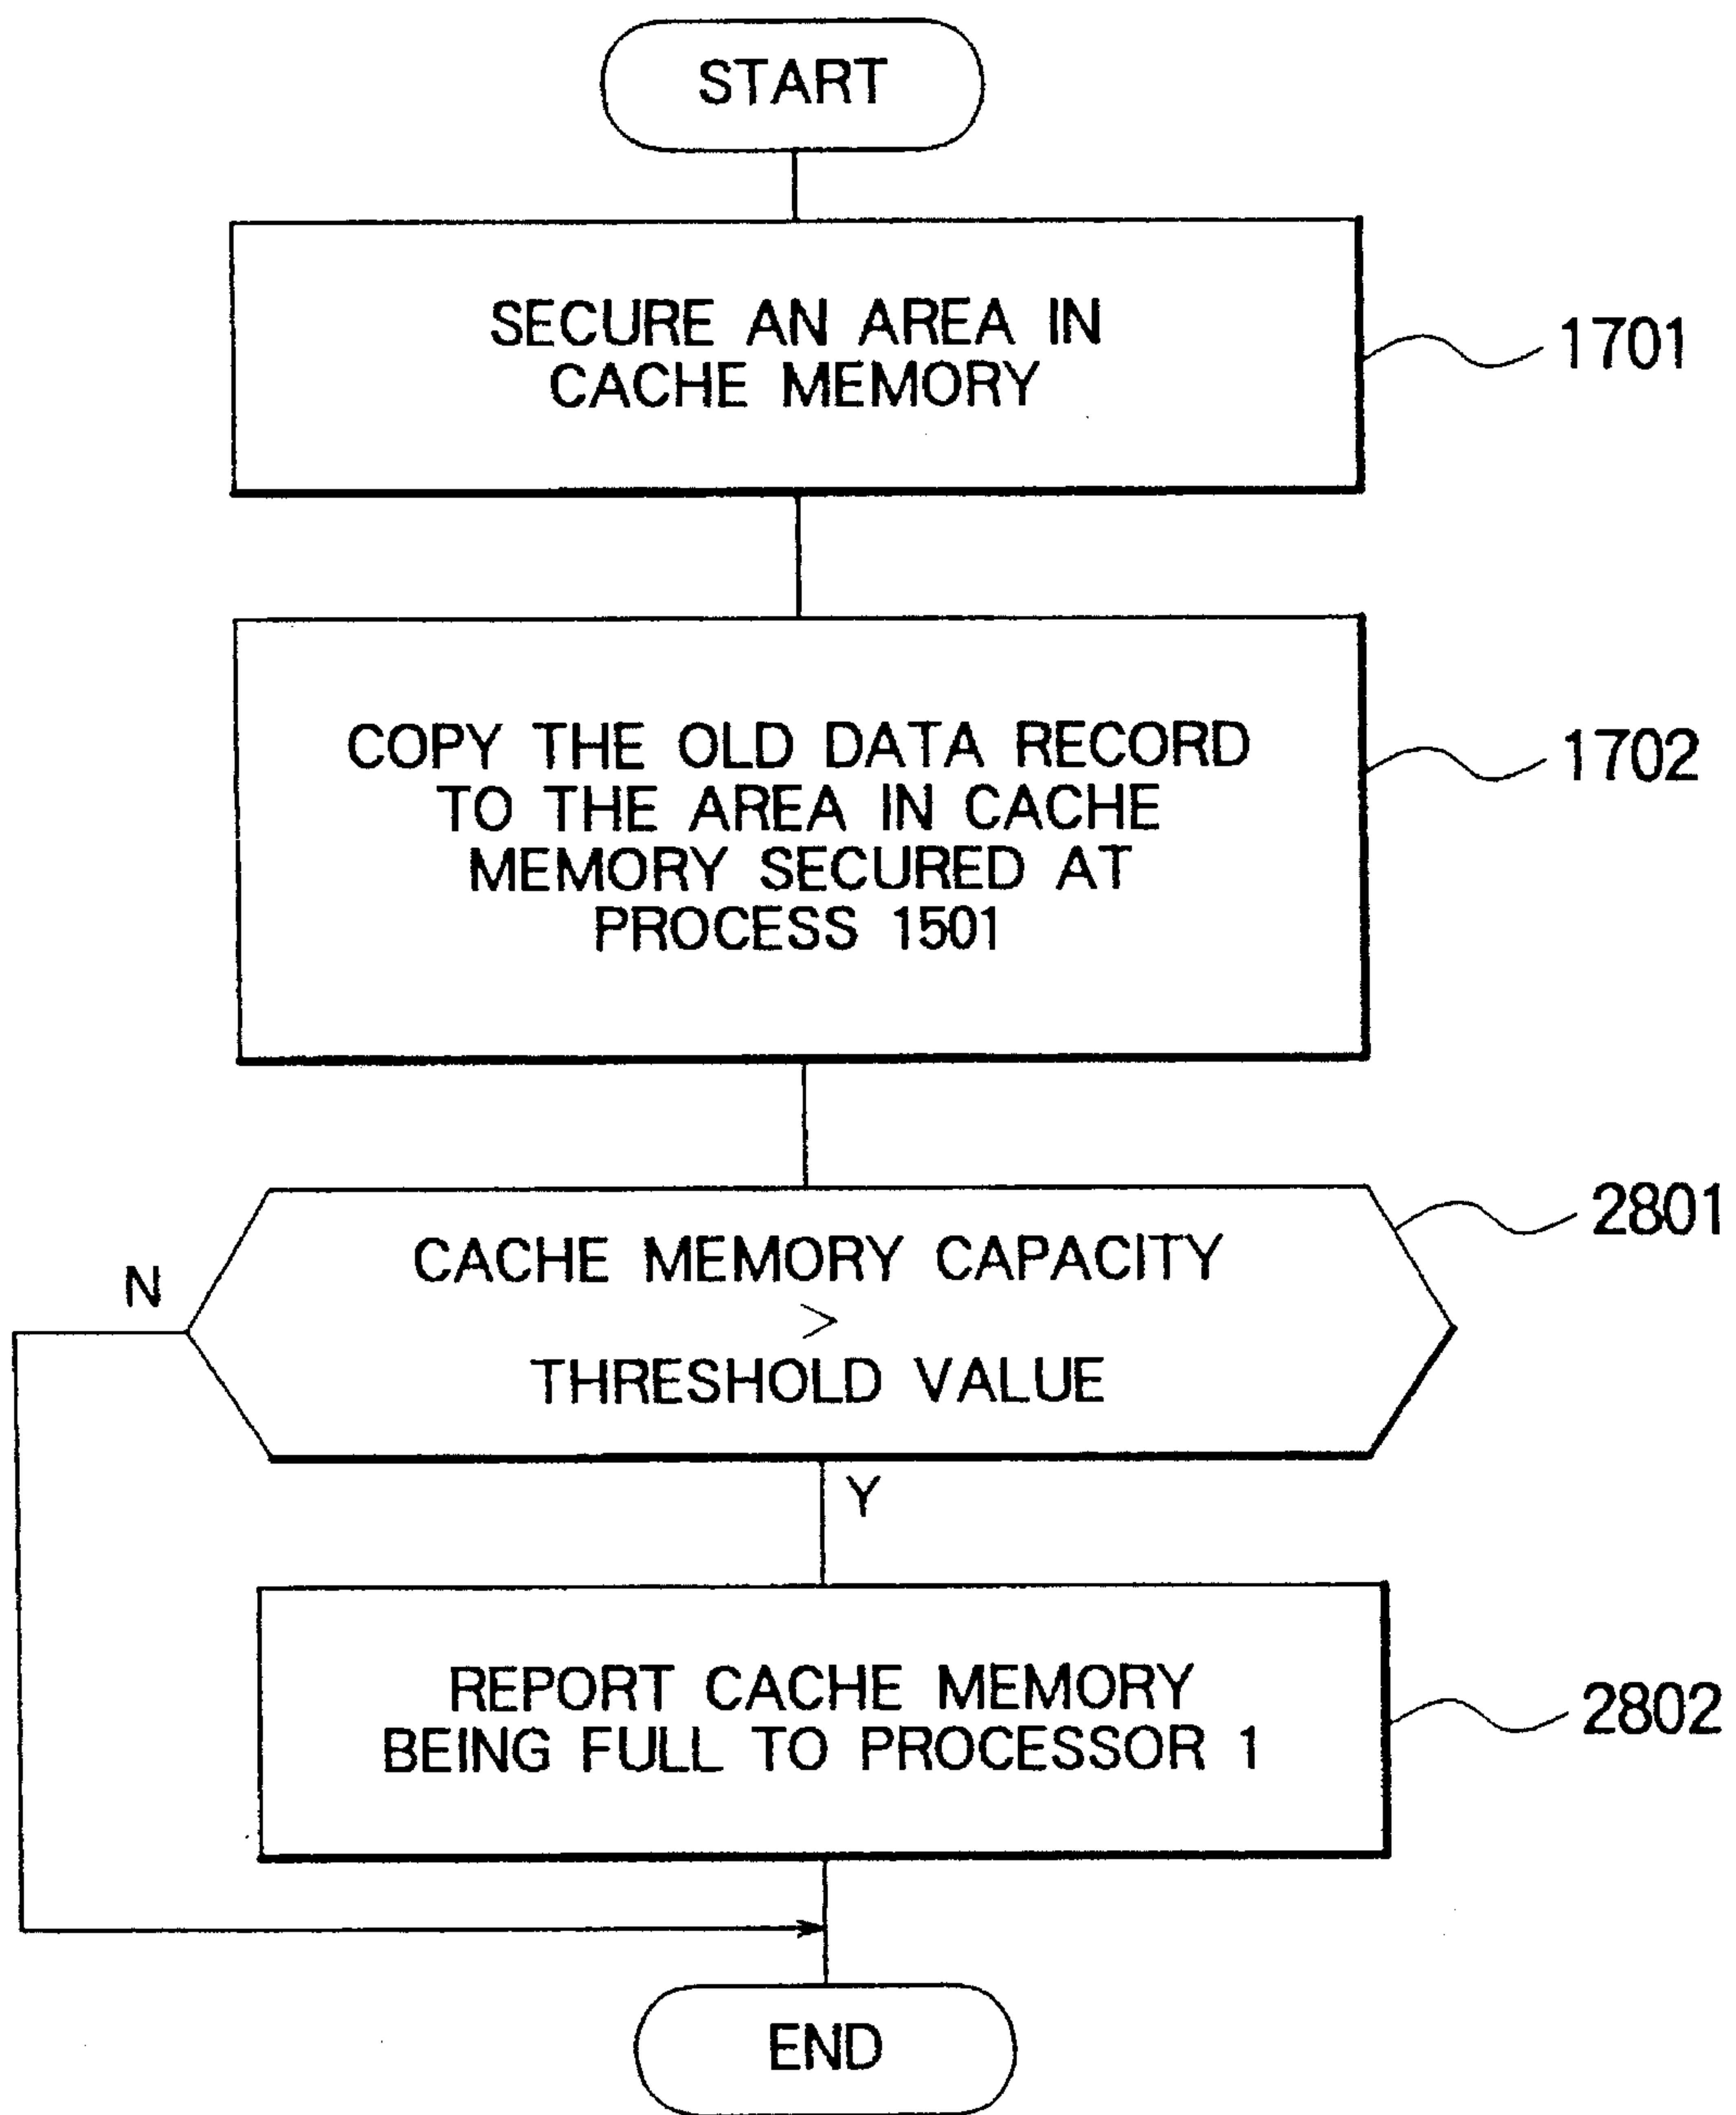 START
SECURE AN AREA IN
CACHE MEMORY
1701
COPY THE OLD DATA RECORD
TO THE AREA IN CACHE
MEMORY SECURED AT
PROCESS 1501
1702
CACHE MEMORY CAPACITY
>
THRESHOLD VALUE
2801
N
Y
REPORT CACHE MEMORY
BEING FULL TO PROCESSOR 1
2802
END